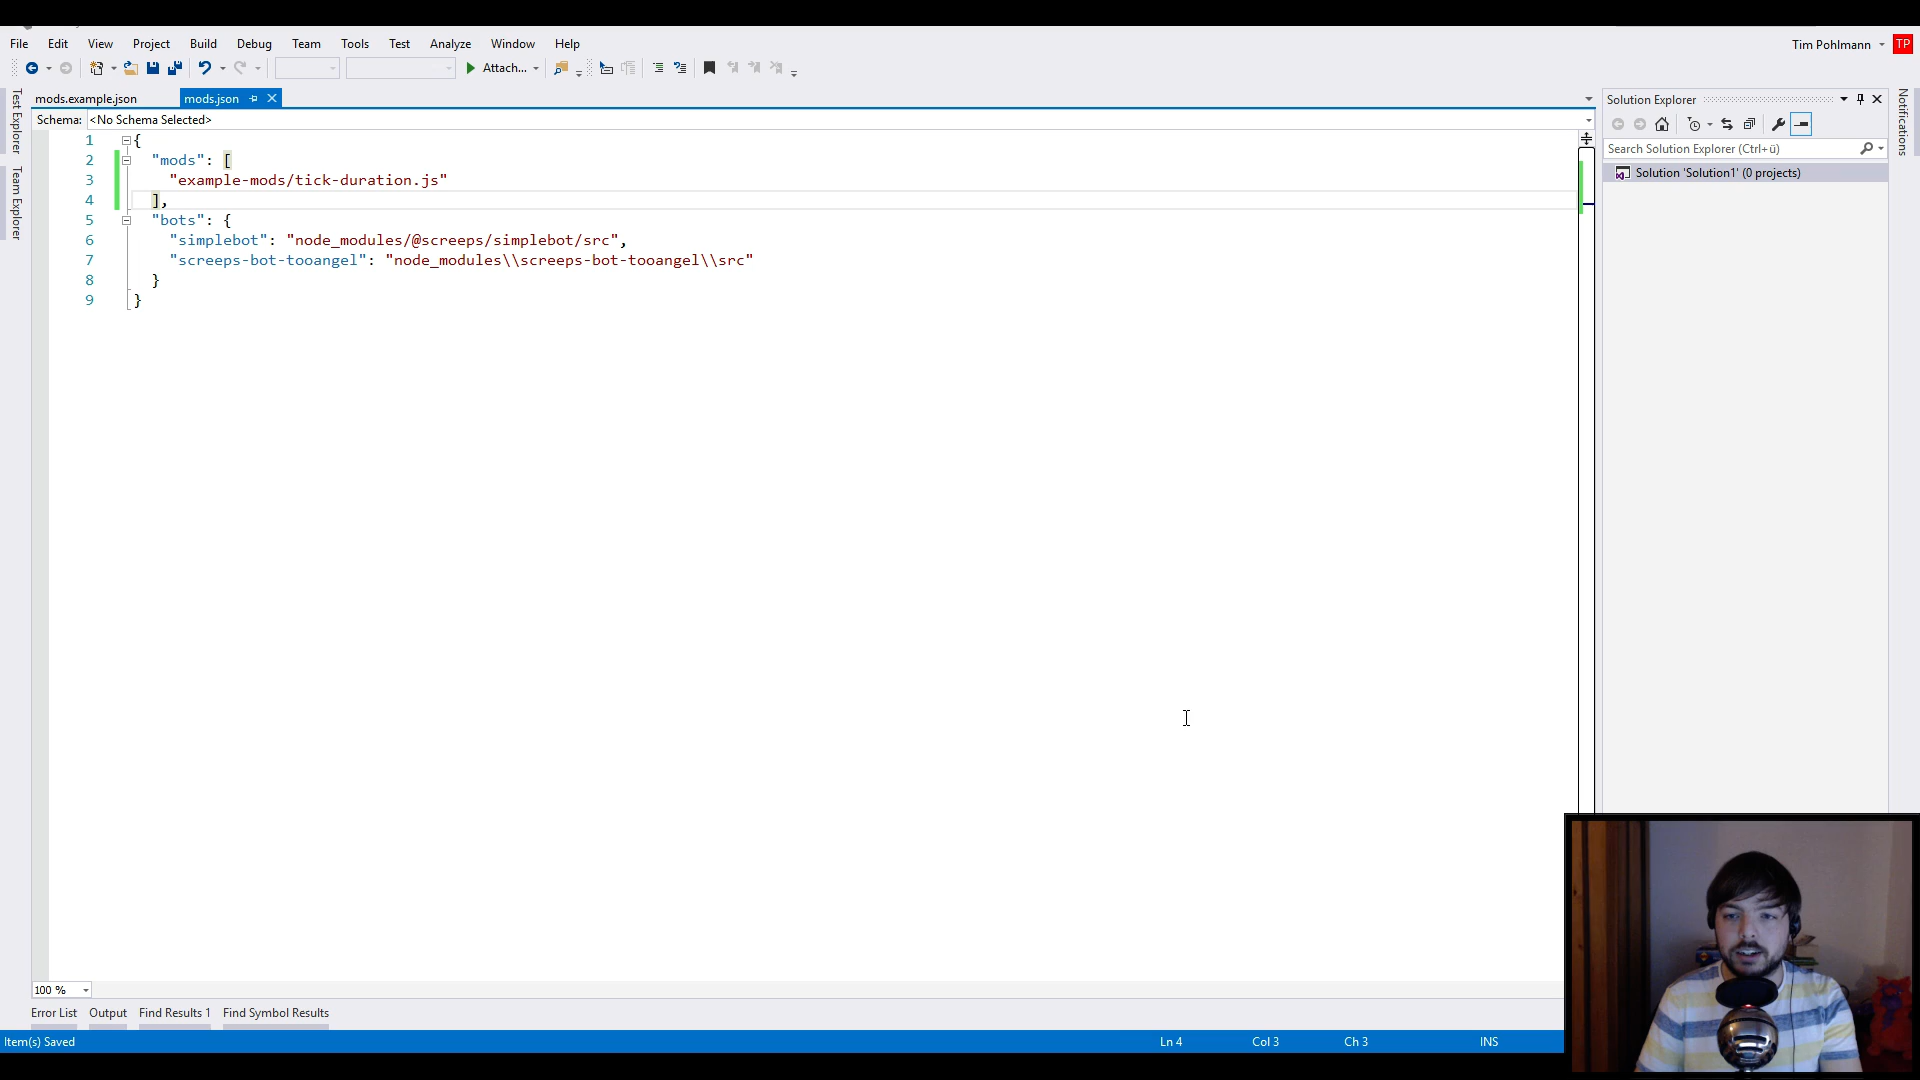 File Edit View Project Build Debug Team Tools Test Analyze Window Help
Tim Pohlmann TP
Attach...
mods.example.json mods.json
Schema: <No Schema Selected>
1 {
2 "mods": [
3 "example-mods/tick-duration.js"
4 ],
5 "bots": {
6 "simplebot": "node_modules/@screeps/simplebot/src",
7 "screeps-bot-tooangel": "node_modules\\screeps-bot-tooangel\\src"
8 }
9 }
Test Explorer
Team Explorer
Solution Explorer
Search Solution Explorer (Ctrl+ü)
Solution 'Solution1' (0 projects)
Notifications
100 %
Error List Output Find Results 1 Find Symbol Results
Item(s) Saved Ln 4 Col 3 Ch 3 INS